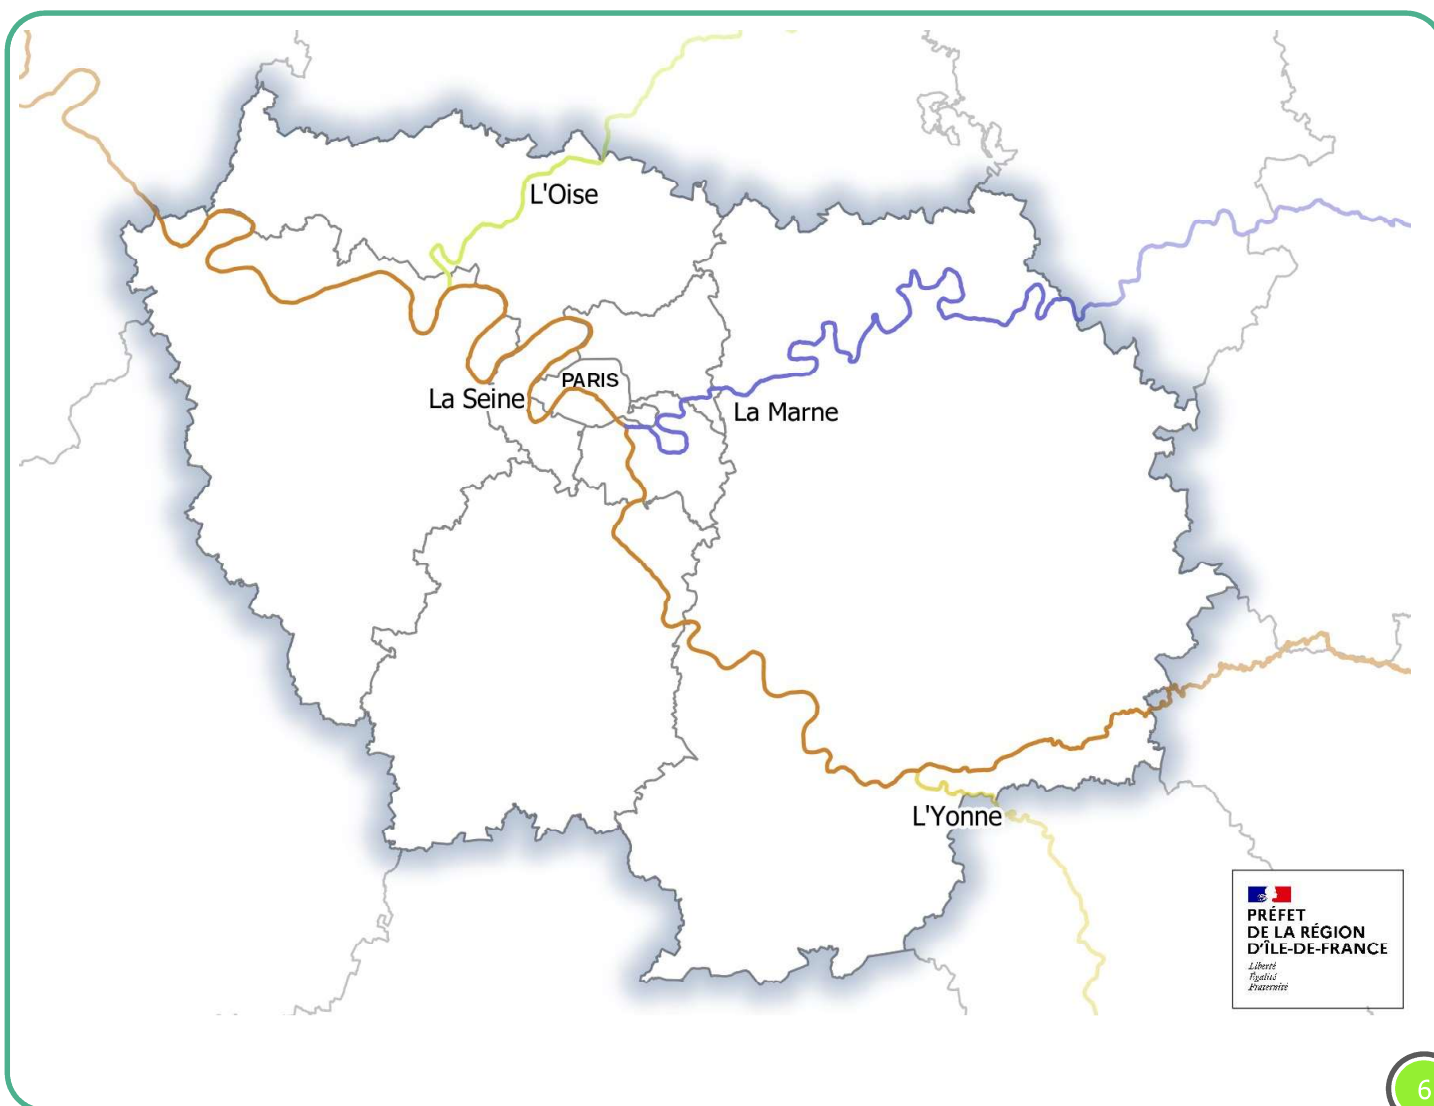 L'Oise
PARIS
La Seine
La Marne
L'Yonne
PRÉFET
DE LA RÉGION
D'ÎLE-DE-FRANCE
Liberté
Égalité
Fraternité
6